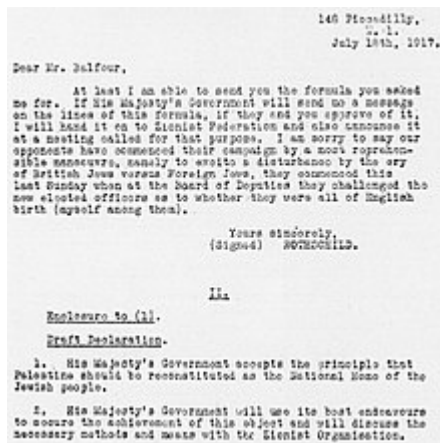 148 Piccadilly,
W. 1.
July 18th, 1917.
Dear Mr. Balfour,
At last I am able to send you the formula you asked
me for. If His Majesty's Government will send me a message
on the lines of this formula, if they and you approve of it,
I will hand it on to Zionist Federation and also announce it
at a meeting called for that purpose. I am sorry to say our
opponents have commenced their campaign by a most reprehen-
sible manoeuvre, namely to excite a disturbance by the cry
of British Jews versus Foreign Jews, they commenced this
last Sunday when at the Board of Deputies they challenged the
new elected officers as to whether they were all of English
birth (myself among them).
Yours sincerely,
(Signed) ROTHSCHILD.
II.
Enclosure to (1).
Draft Declaration.
1. His Majesty's Government accepts the principle that
Palestine should be reconstituted as the National Home of the
Jewish people.
2. His Majesty's Government will use its best endeavours
to secure the achievement of this object and will discuss the
necessary methods and means with the Zionist Organisation.